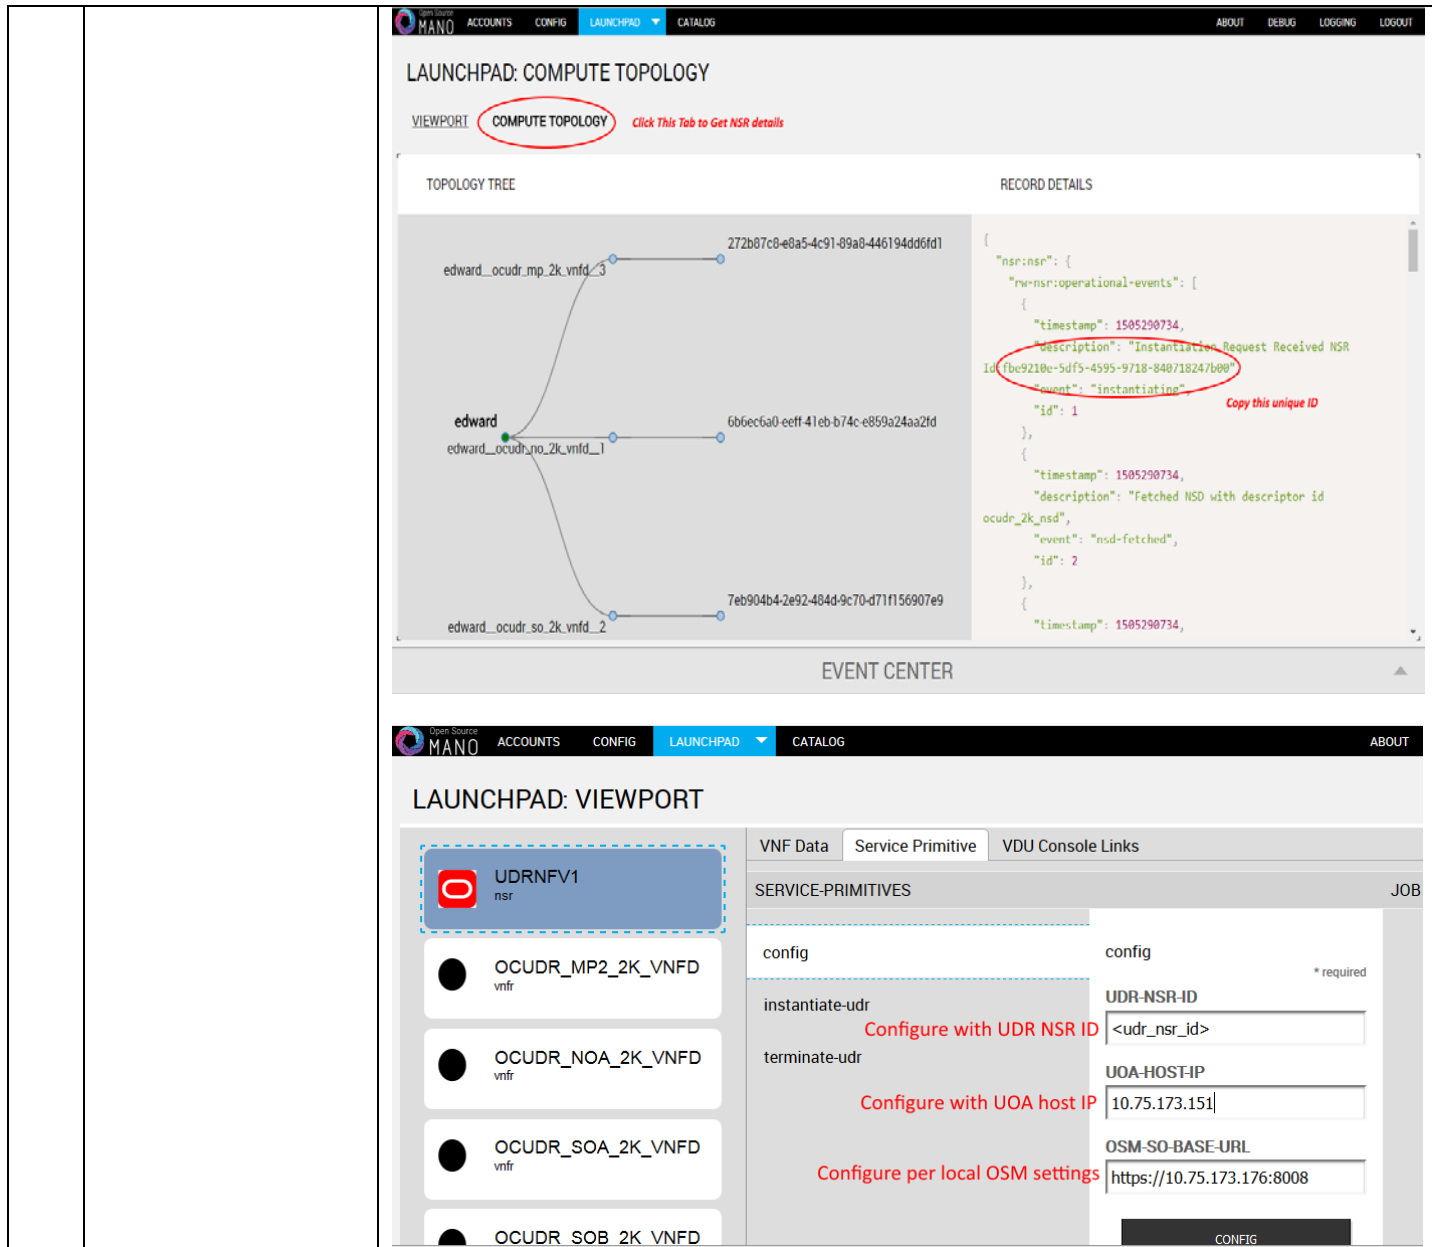 Open Source
MANO ACCOUNTS CONFIG LAUNCHPAD CATALOG ABOUT DEBUG LOGGING LOGOUT
LAUNCHPAD: COMPUTE TOPOLOGY
VIEWPORT COMPUTE TOPOLOGY Click This Tab to Get NSR details
TOPOLOGY TREE
edward__ocudr_mp_2k_vnfd__3
272b87c8-e8a5-4c91-89a8-446194dd6fd1
edward
edward__ocudr_no_2k_vnfd__1
6b6ec6a0-eeff-41eb-b74c-e859a24aa2fd
edward__ocudr_so_2k_vnfd__2
7eb904b4-2e92-484d-9c70-d71f156907e9
RECORD DETAILS
{
"nsr:nsr": {
"rw-nsr:operational-events": [
{
"timestamp": 1505290734,
"description": "Instantiation Request Received NSR
Id:fbe9210e-5df5-4595-9718-840718247b00"
"event": "instantiating",
"id": 1
Copy this unique ID
},
{
"timestamp": 1505290734,
"description": "Fetched NSD with descriptor id
ocudr_2k_nsd",
"event": "nsd-fetched",
"id": 2
},
{
"timestamp": 1505290734,
EVENT CENTER
Open Source
MANO ACCOUNTS CONFIG LAUNCHPAD CATALOG ABOUT
LAUNCHPAD: VIEWPORT
UDRNFV1
nsr
OCUDR_MP2_2K_VNFD
vnfr
OCUDR_NOA_2K_VNFD
vnfr
OCUDR_SOA_2K_VNFD
vnfr
OCUDR_SOB_2K_VNFD
VNF Data Service Primitive VDU Console Links
SERVICE-PRIMITIVES JOB
config
instantiate-udr
terminate-udr
config
* required
UDR-NSR-ID
Configure with UDR NSR ID <udr_nsr_id>
UOA-HOST-IP
Configure with UOA host IP 10.75.173.151
OSM-SO-BASE-URL
Configure per local OSM settings https://10.75.173.176:8008
CONFIG